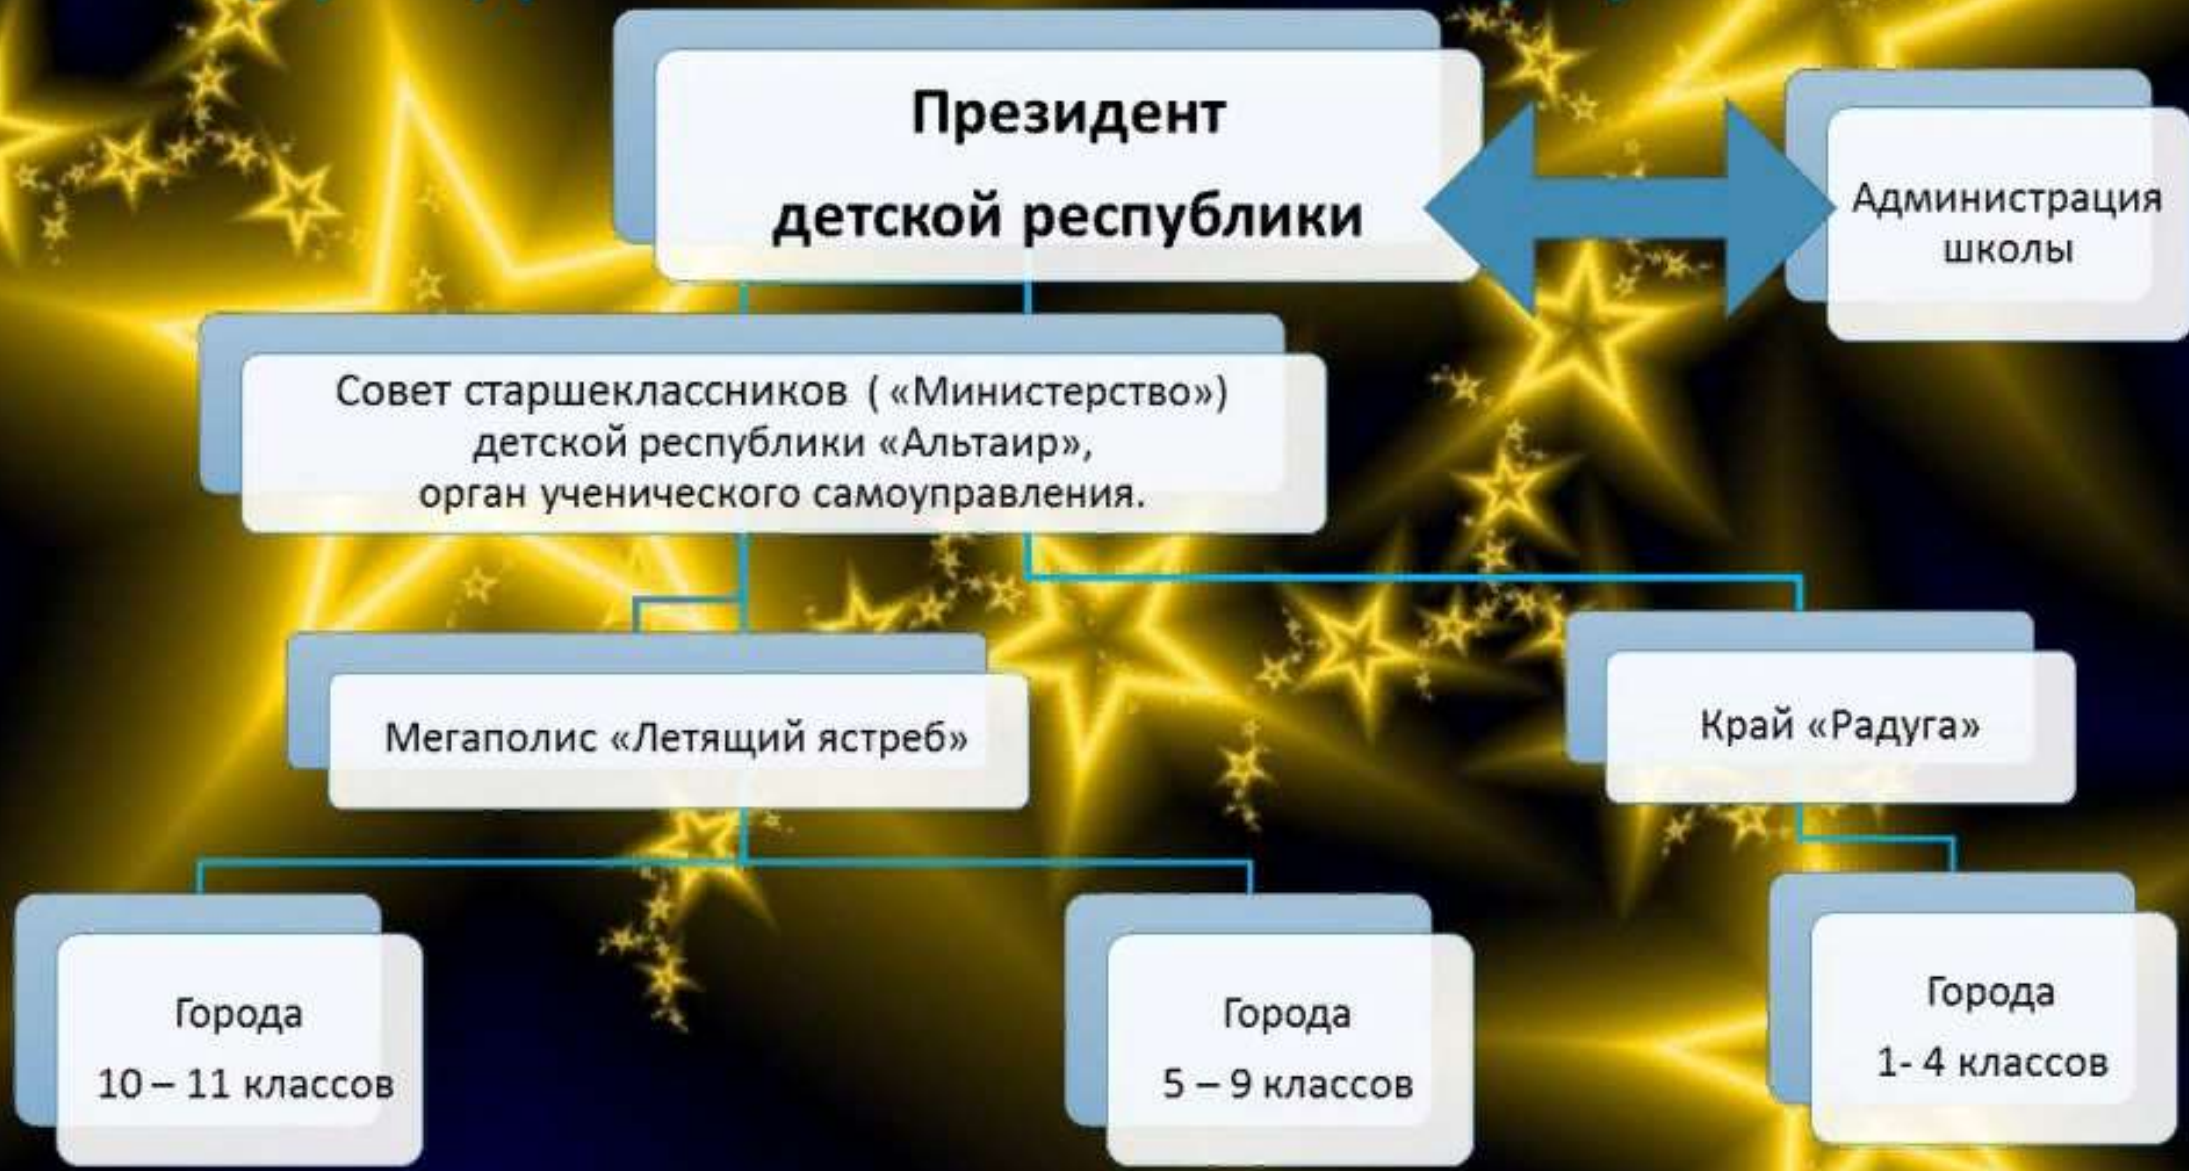 Президент
детской республики
Администрация
школы
Совет старшеклассников ( «Министерство»)
детской республики «Альтаир»,
орган ученического самоуправления.
Мегаполис «Летящий ястреб»
Край «Радуга»
Города
10 – 11 классов
Города
5 – 9 классов
Города
1- 4 классов